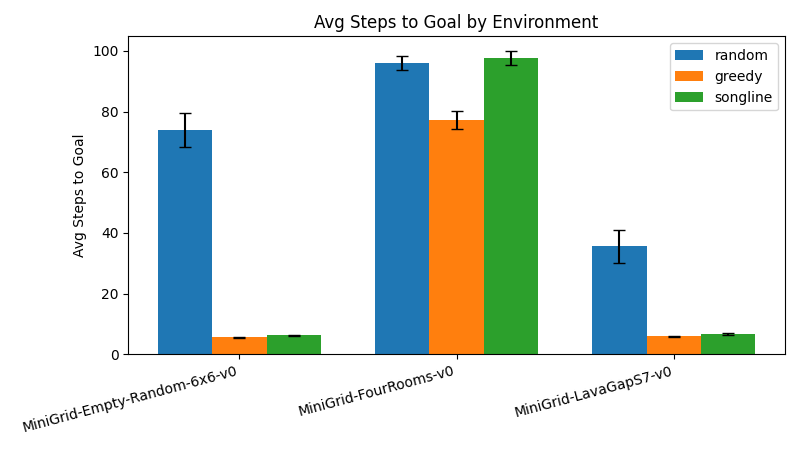 Avg Steps to Goal by Environment
Avg Steps to Goal
100
80
60
40
20
0
random
greedy
songline
MiniGrid-Empty-Random-6x6-v0
MiniGrid-FourRooms-v0
MiniGrid-LavaGapS7-v0